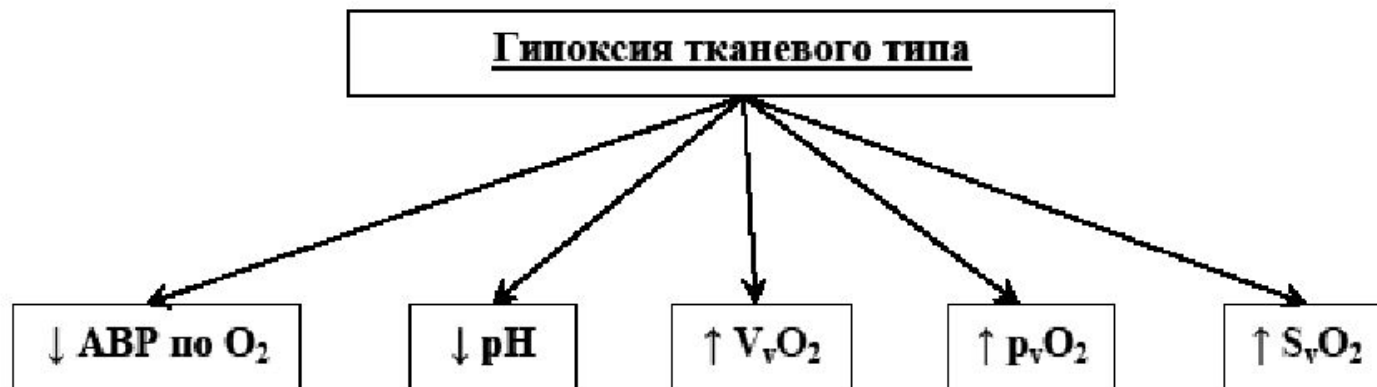 Гипоксия тканевого типа
↓ АВР по O₂
↓ pH
↑ VᵥO₂
↑ pᵥO₂
↑ SᵥO₂